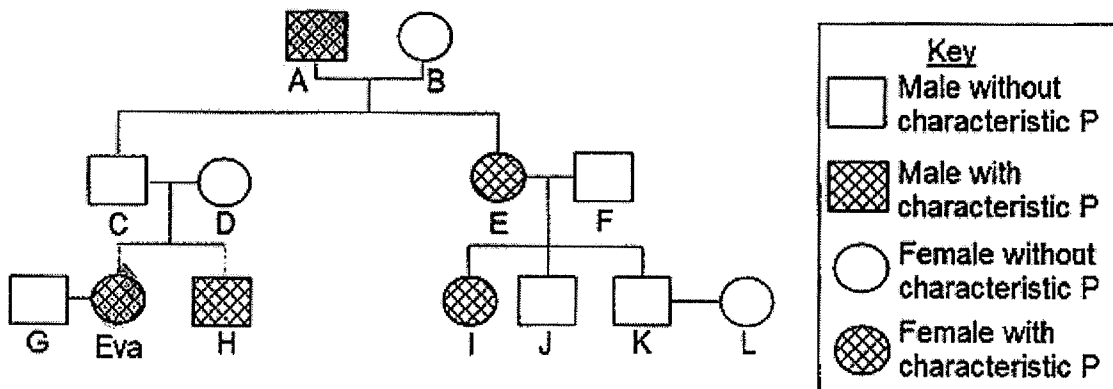 A
B
C
D
E
F
G
Eva
H
I
J
K
L
Key
Male without
characteristic P
Male with
characteristic P
Female without
characteristic P
Female with
characteristic P